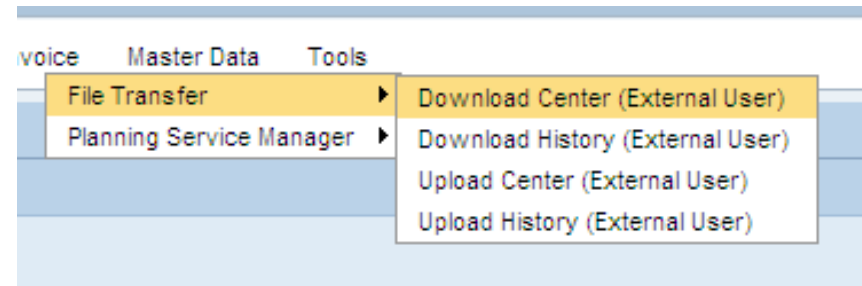 voice Master Data Tools
File Transfer
Planning Service Manager
Download Center (External User)
Download History (External User)
Upload Center (External User)
Upload History (External User)